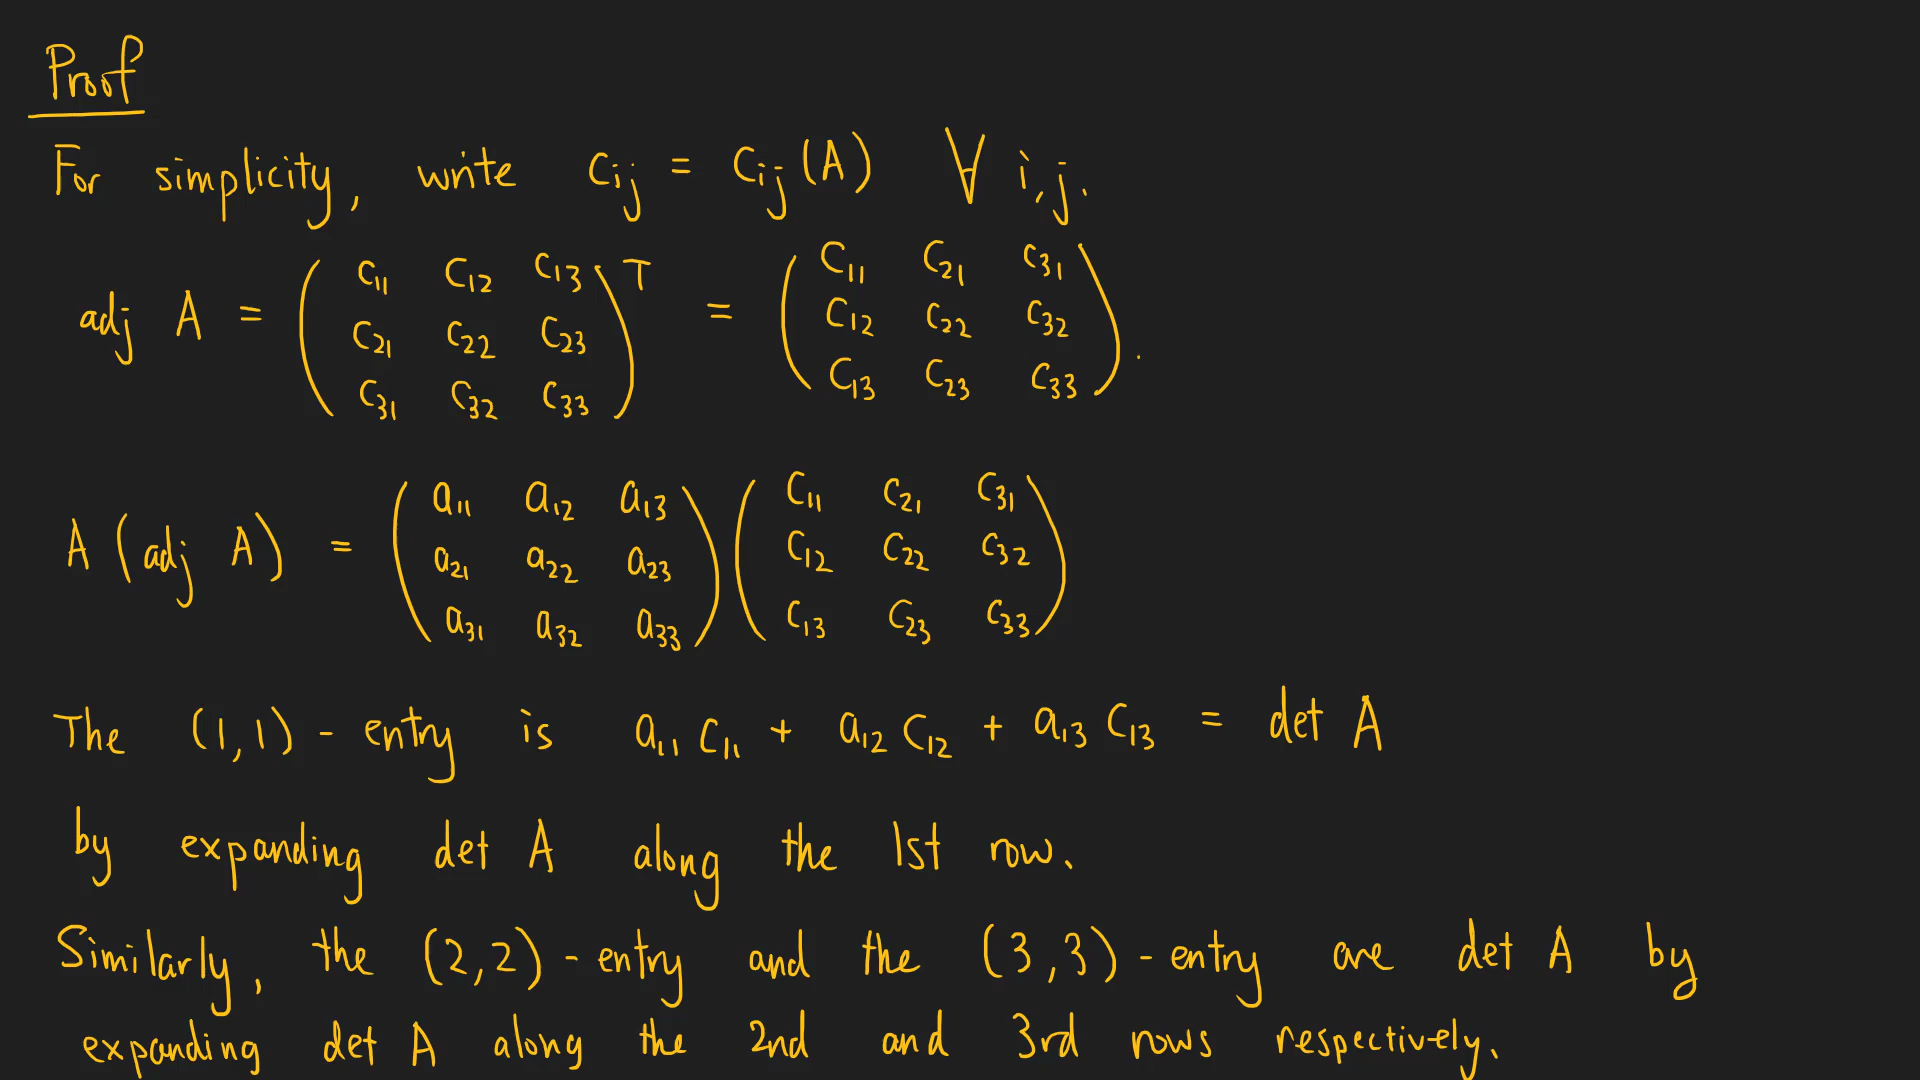 Proof
For simplicity, write Cij = Cij (A) ∀ i,j.
adj A = ( C11 C12 C13 ; C21 C22 C23 ; C31 C32 C33 )^T = ( C11 C21 C31 ; C12 C22 C32 ; C13 C23 C33 ).
A (adj A) = ( a11 a12 a13 ; a21 a22 a23 ; a31 a32 a33 ) ( C11 C21 C31 ; C12 C22 C32 ; C13 C23 C33 )
The (1,1) - entry is a11 C11 + a12 C12 + a13 C13 = det A
by expanding det A along the 1st row.
Similarly, the (2,2) - entry and the (3,3) - entry are det A by
expanding det A along the 2nd and 3rd rows respectively.